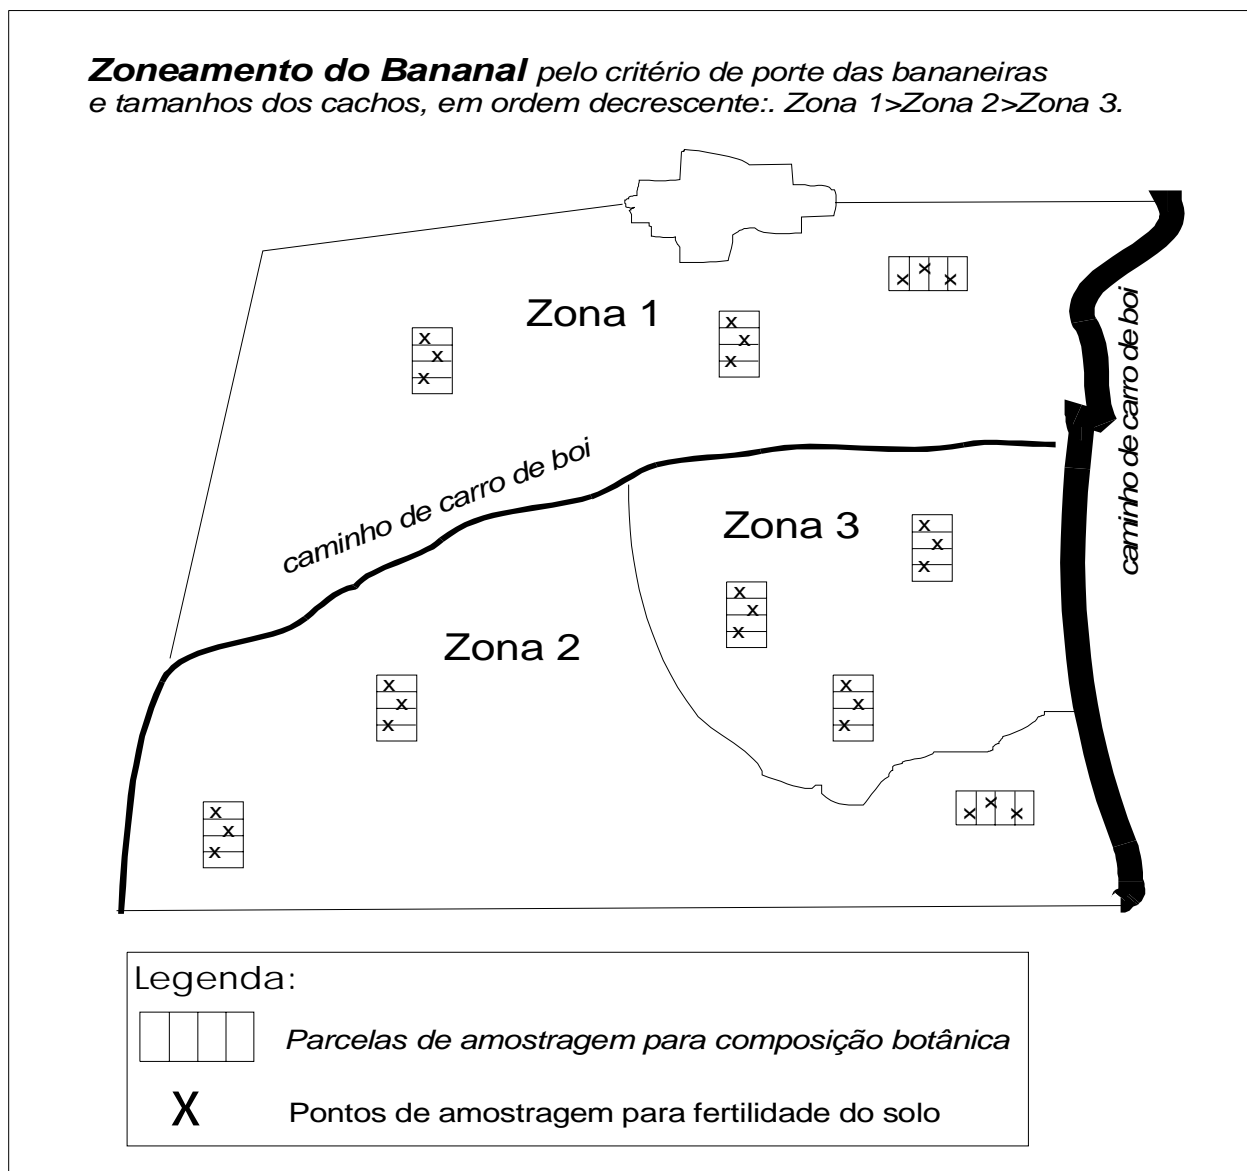 Zoneamento do Bananal pelo critério de porte das bananeiras
e tamanhos dos cachos, em ordem decrescente:. Zona 1>Zona 2>Zona 3.
Zona 1
x
x
x
x
x
x
x
x
x
caminho de carro de boi
caminho de carro de boi
Zona 3
x
x
x
x
x
x
x
x
x
Zona 2
x
x
x
x
x
x
x
x
x
Legenda:
Parcelas de amostragem para composição botânica
X Pontos de amostragem para fertilidade do solo